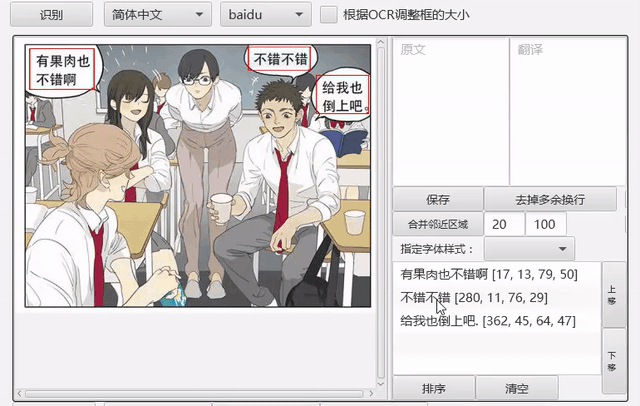 识别 简体中文 baidu 根据OCR调整框的大小
有果肉也
不错啊
不错不错
给我也
倒上吧。
原文 翻译
保存 去掉多余换行
合并邻近区域 20 100
指定字体样式：
有果肉也不错啊 [17, 13, 79, 50]
不错不错 [280, 11, 76, 29]
给我也倒上吧. [362, 45, 64, 47]
上移
下移
排序 清空